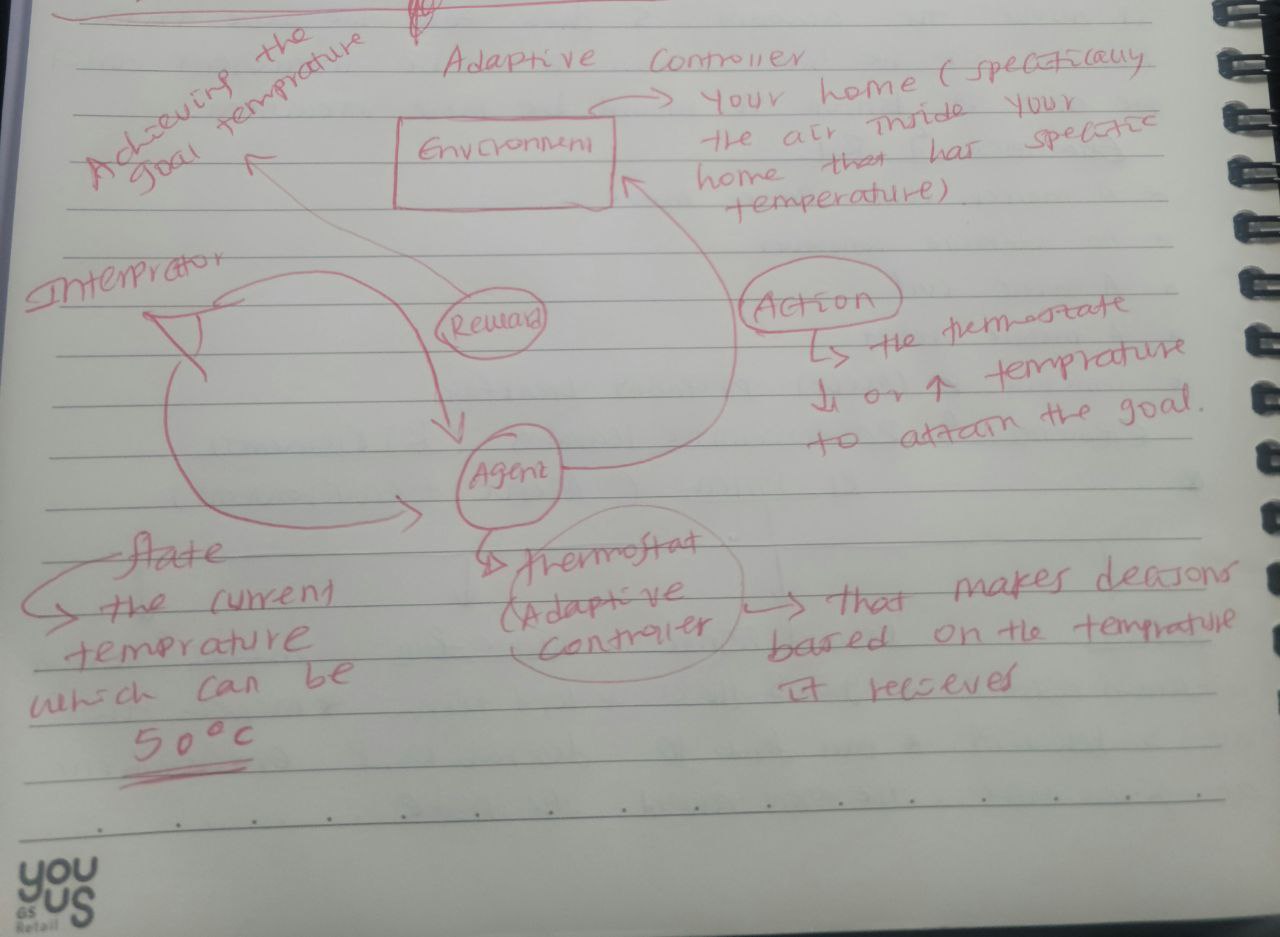 Adaptive Controller
Achieving the
goal temprature
Environment
your home (specifically
the air inside your
home that has specific
temperature)
Interprator
Reward
Action
the thermostate
↓ or ↑ temprature
to attain the goal.
Agent
State
the current
temprature
which can be
50°C
thermostat
(Adaptive
controller
that makes deasons
based on the temprature
it recieves
you
us
GS
Retail